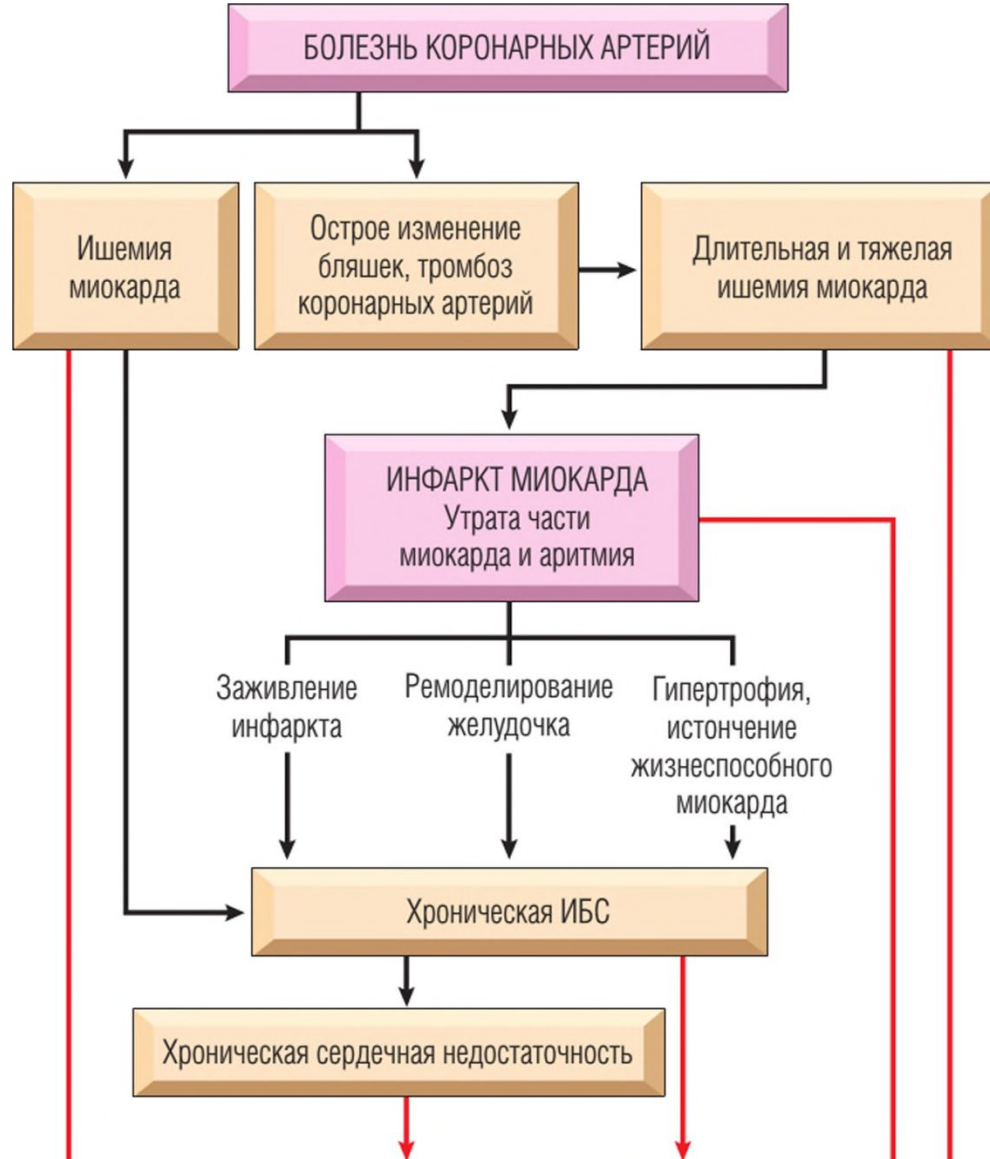 БОЛЕЗНЬ КОРОНАРНЫХ АРТЕРИЙ
Ишемия
миокарда
Острое изменение
бляшек, тромбоз
коронарных артерий
Длительная и тяжелая
ишемия миокарда
ИНФАРКТ МИОКАРДА
Утрата части
миокарда и аритмия
Заживление
инфаркта
Ремоделирование
желудочка
Гипертрофия,
истончение
жизнеспособного
миокарда
Хроническая ИБС
Хроническая сердечная недостаточность